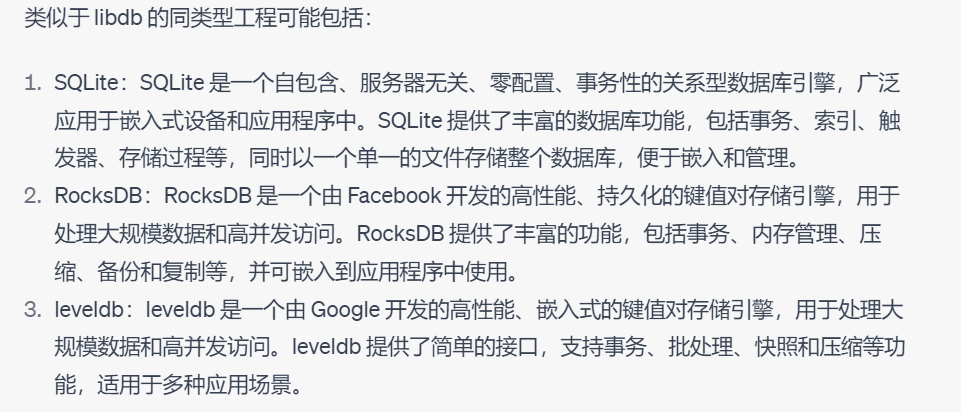 类似于 libdb 的同类型工程可能包括：
1. SQLite：SQLite 是一个自包含、服务器无关、零配置、事务性的关系型数据库引擎，广泛
应用于嵌入式设备和应用程序中。SQLite 提供了丰富的数据库功能，包括事务、索引、触
发器、存储过程等，同时以一个单一的文件存储整个数据库，便于嵌入和管理。
2. RocksDB：RocksDB 是一个由 Facebook 开发的高性能、持久化的键值对存储引擎，用于
处理大规模数据和高并发访问。RocksDB 提供了丰富的功能，包括事务、内存管理、压
缩、备份和复制等，并可嵌入到应用程序中使用。
3. leveldb：leveldb 是一个由 Google 开发的高性能、嵌入式的键值对存储引擎，用于处理大
规模数据和高并发访问。leveldb 提供了简单的接口，支持事务、批处理、快照和压缩等功
能，适用于多种应用场景。